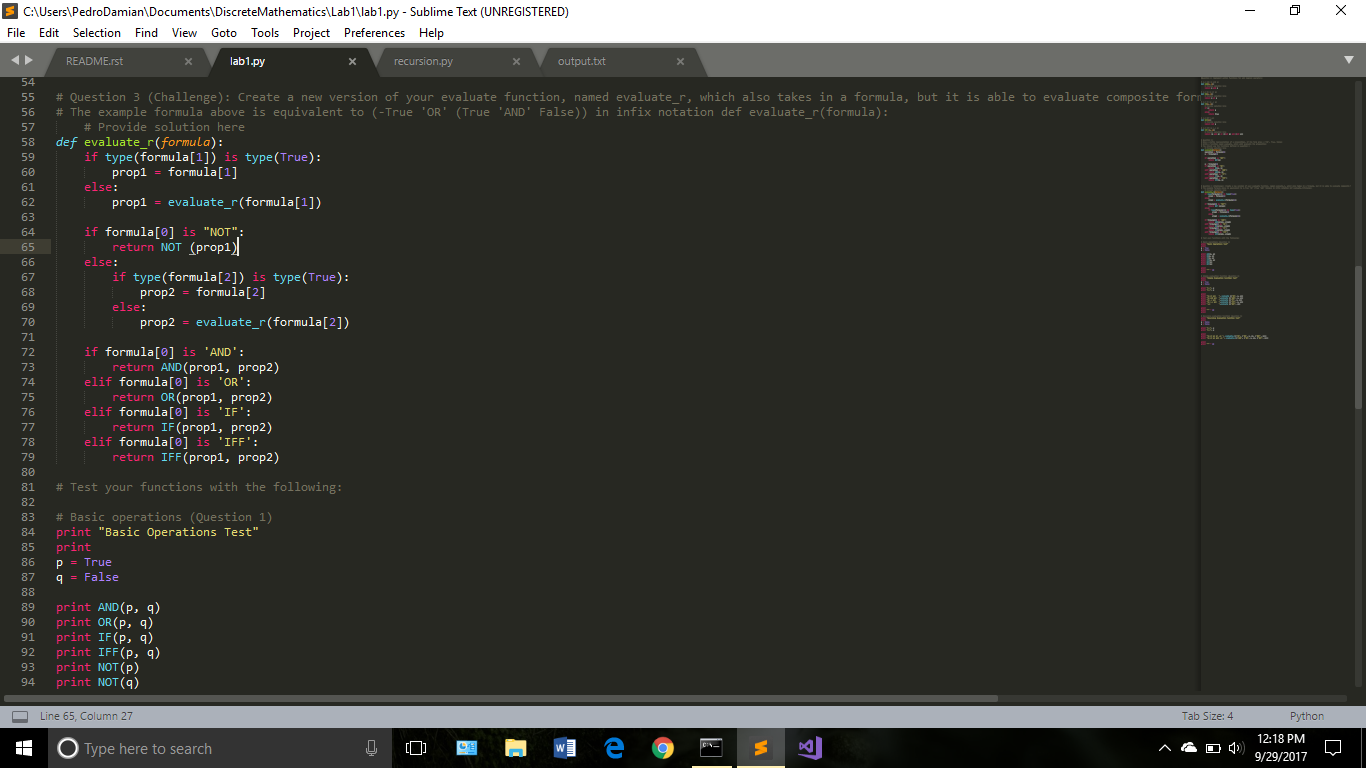 C:\Users\PedroDamian\Documents\DiscreteMathematics\Lab1\lab1.py - Sublime Text (UNREGISTERED)
File Edit Selection Find View Goto Tools Project Preferences Help
README.rst lab1.py recursion.py output.txt
54
55 # Question 3 (Challenge): Create a new version of your evaluate function, named evaluate_r, which also takes in a formula, but it is able to evaluate composite for
56 # The example formula above is equivalent to (-True 'OR' (True 'AND' False)) in infix notation def evaluate_r(formula):
57 # Provide solution here
58 def evaluate_r(formula):
59 if type(formula[1]) is type(True):
60 prop1 = formula[1]
61 else:
62 prop1 = evaluate_r(formula[1])
63
64 if formula[0] is "NOT":
65 return NOT (prop1)
66 else:
67 if type(formula[2]) is type(True):
68 prop2 = formula[2]
69 else:
70 prop2 = evaluate_r(formula[2])
71
72 if formula[0] is 'AND':
73 return AND(prop1, prop2)
74 elif formula[0] is 'OR':
75 return OR(prop1, prop2)
76 elif formula[0] is 'IF':
77 return IF(prop1, prop2)
78 elif formula[0] is 'IFF':
79 return IFF(prop1, prop2)
80
81 # Test your functions with the following:
82
83 # Basic operations (Question 1)
84 print "Basic Operations Test"
85 print
86 p = True
87 q = False
88
89 print AND(p, q)
90 print OR(p, q)
91 print IF(p, q)
92 print IFF(p, q)
93 print NOT(p)
94 print NOT(q)
Line 65, Column 27 Tab Size: 4 Python
Type here to search
12:18 PM
9/29/2017